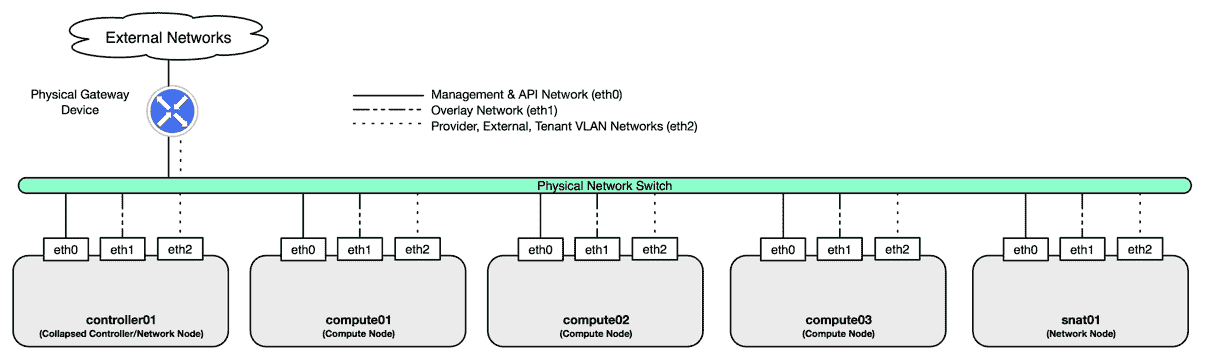 External Networks
Physical Gateway
Device
Management & API Network (eth0)
Overlay Network (eth1)
Provider, External, Tenant VLAN Networks (eth2)
Physical Network Switch
eth0 eth1 eth2 eth0 eth1 eth2 eth0 eth1 eth2 eth0 eth1 eth2 eth0 eth1 eth2
controller01 compute01 compute02 compute03 snat01
(Collapsed Controller/Network Node) (Compute Node) (Compute Node) (Compute Node) (Network Node)